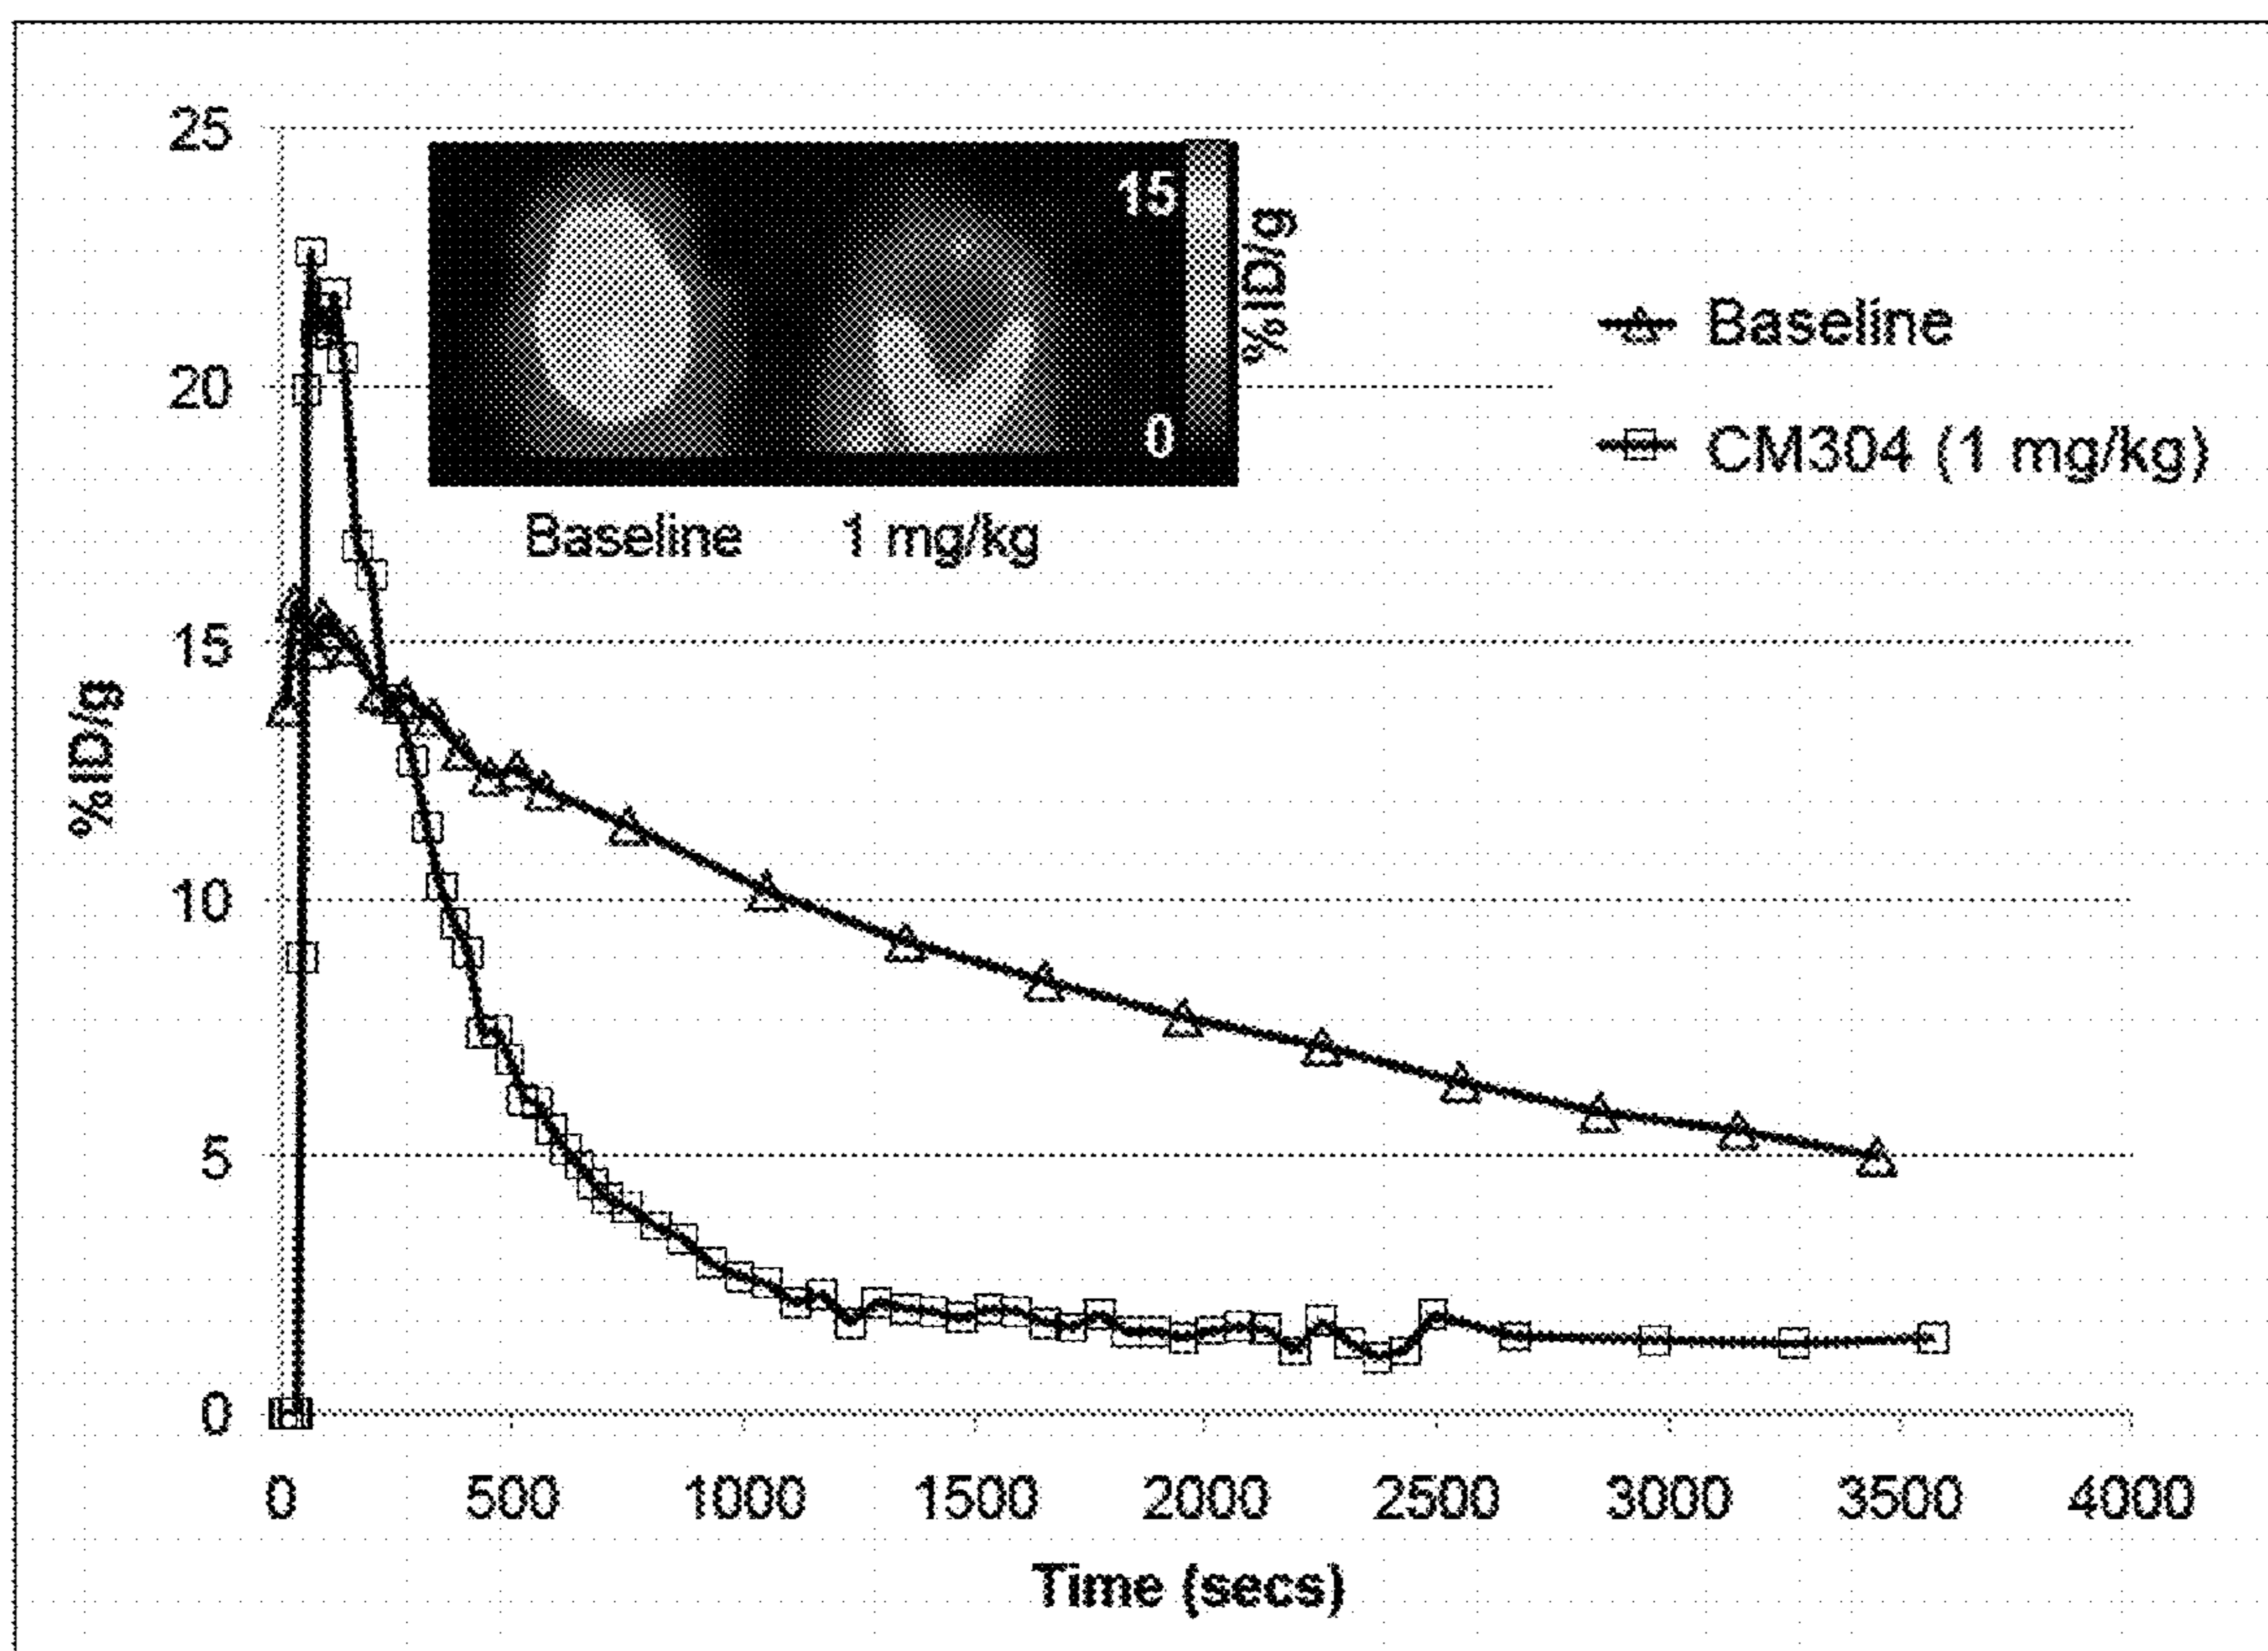 25
20
15
10
5
0
%ID/g
15
0
%ID/g
Baseline 1 mg/kg
Baseline
CM304 (1 mg/kg)
0 500 1000 1500 2000 2500 3000 3500 4000
Time (secs)